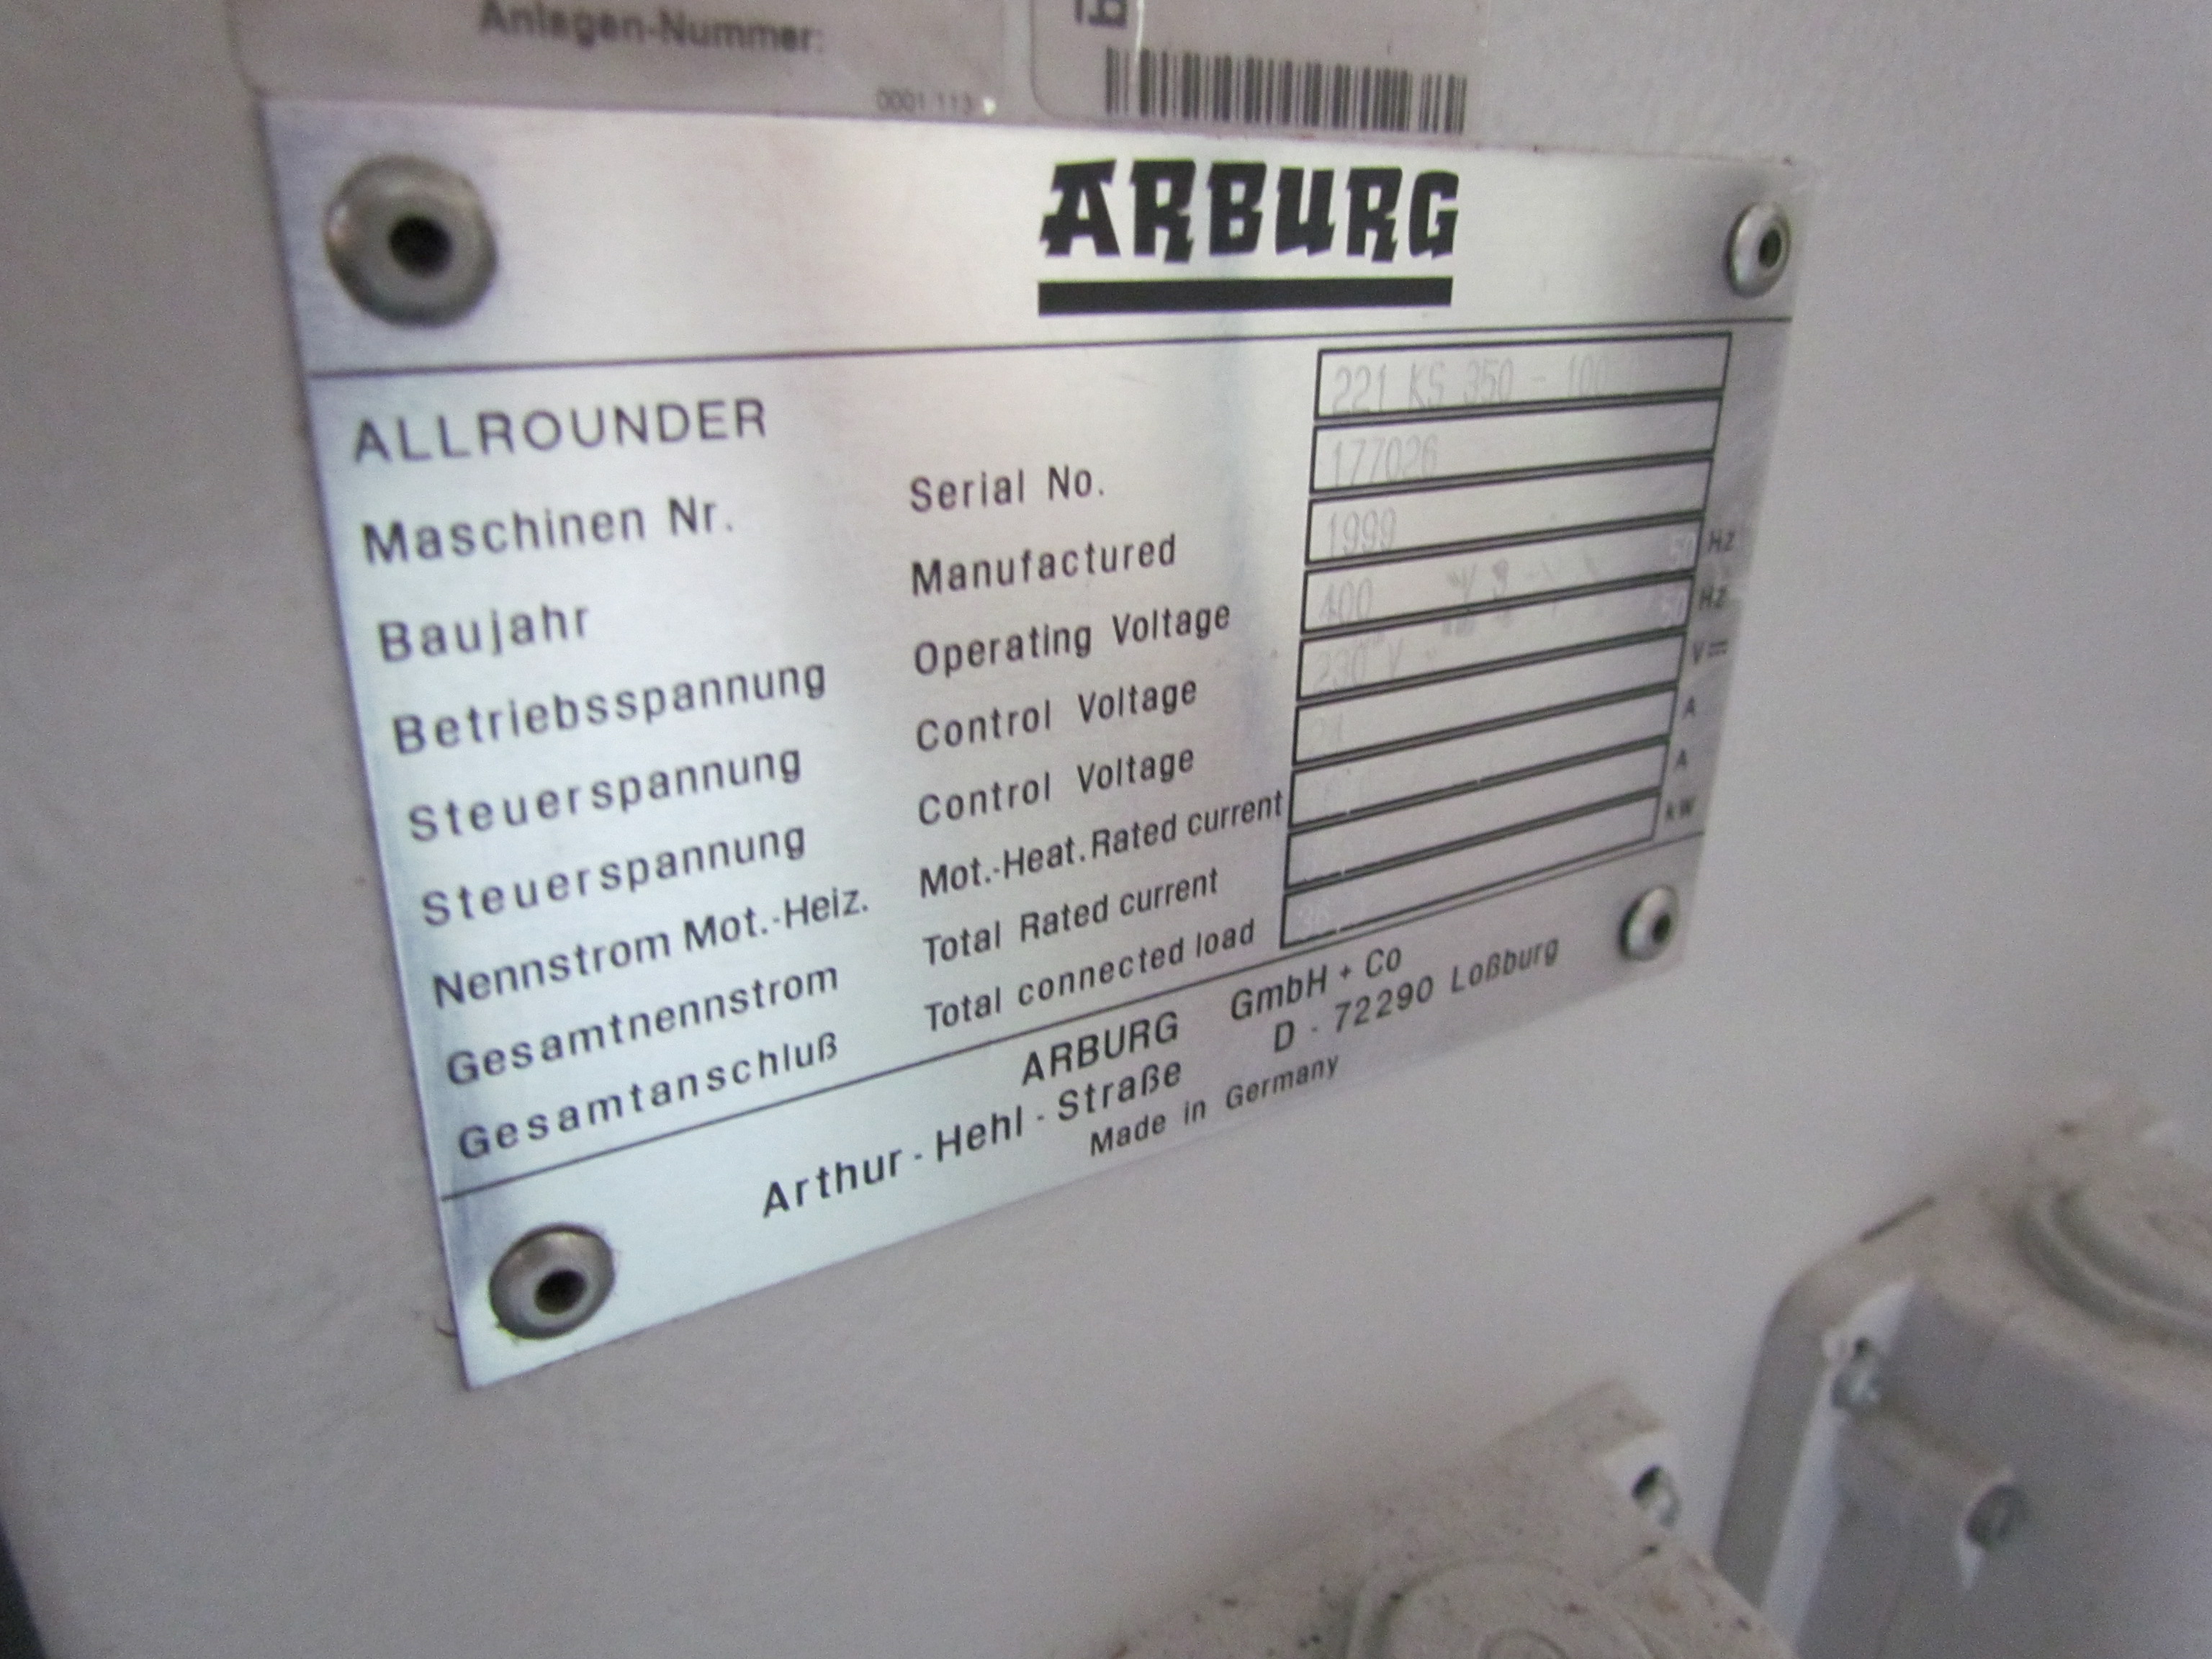 Anlagen-Nummer:
0001 113
ARBURG
ALLROUNDER 221 KS 350 - 100
Maschinen Nr. Serial No. 177026
Baujahr Manufactured 1999
Betriebsspannung Operating Voltage 400 50 Hz
Steuerspannung Control Voltage 230 V 50 Hz
Steuerspannung Control Voltage 24 V
Nennstrom Mot.-Heiz. Mot.-Heat. Rated current A
Gesamtnennstrom Total Rated current A
Gesamtanschluß Total connected load kW
ARBURG GmbH + Co
Arthur - Hehl - Straße D - 72290 Loßburg
Made in Germany